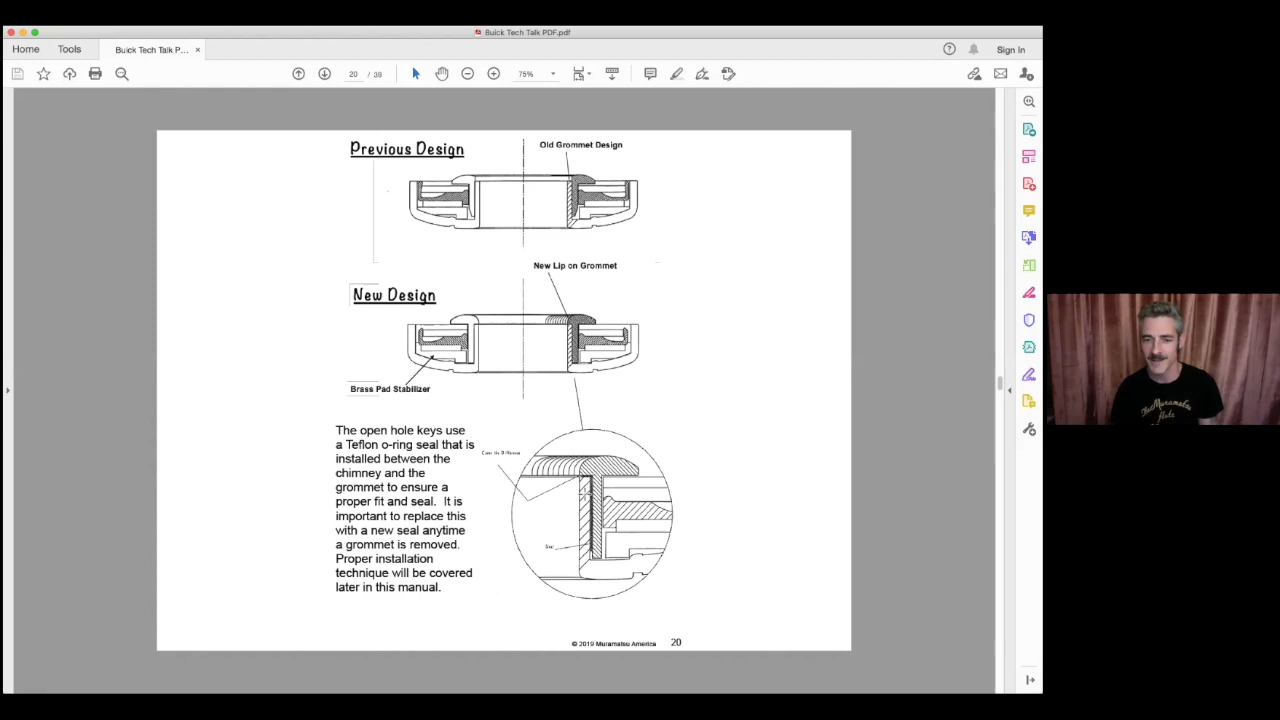 Buick Tech Talk PDF.pdf
Home
Tools
Buick Tech Talk P...
Sign In
20 / 39
75%
Previous Design
Old Grommet Design
New Lip on Grommet
New Design
Brass Pad Stabilizer
The open hole keys use
a Teflon o-ring seal that is
installed between the
chimney and the
grommet to ensure a
proper fit and seal. It is
important to replace this
with a new seal anytime
a grommet is removed.
Proper installation
technique will be covered
later in this manual.
© 2019 Muramatsu America
20
The Muramatsu
Flute